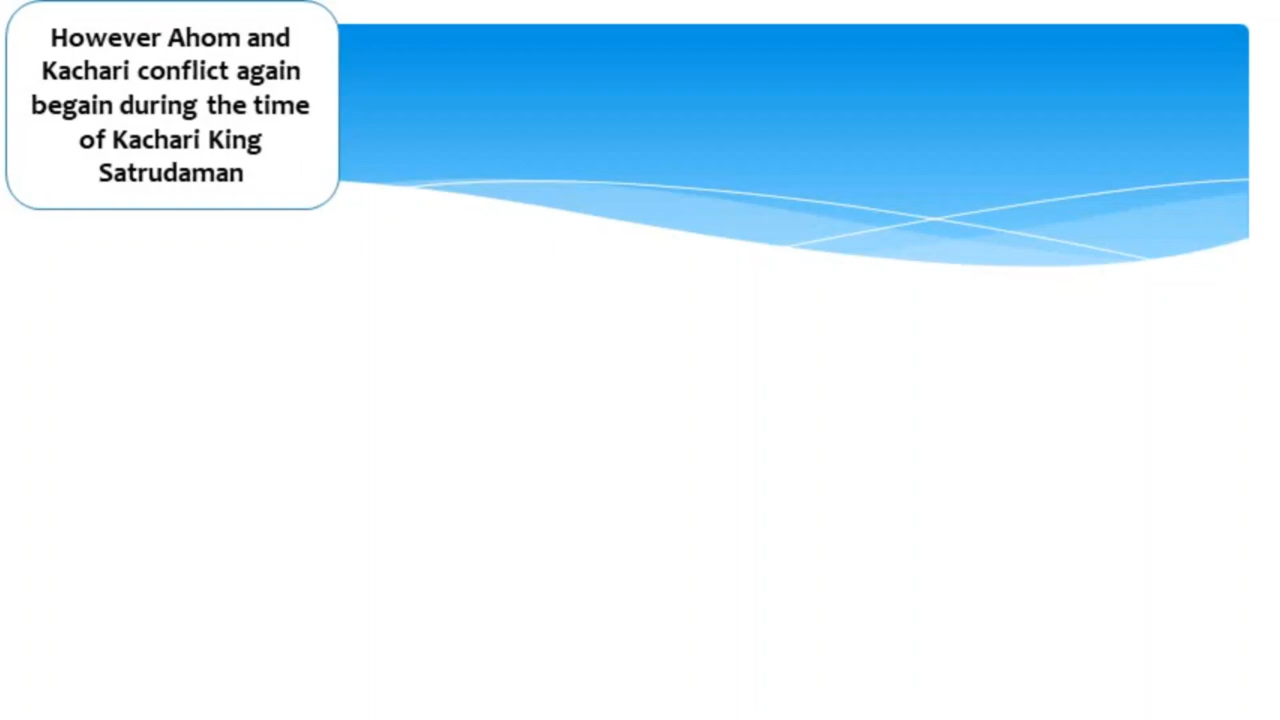 However Ahom and
Kachari conflict again
begain during the time
of Kachari King
Satrudaman